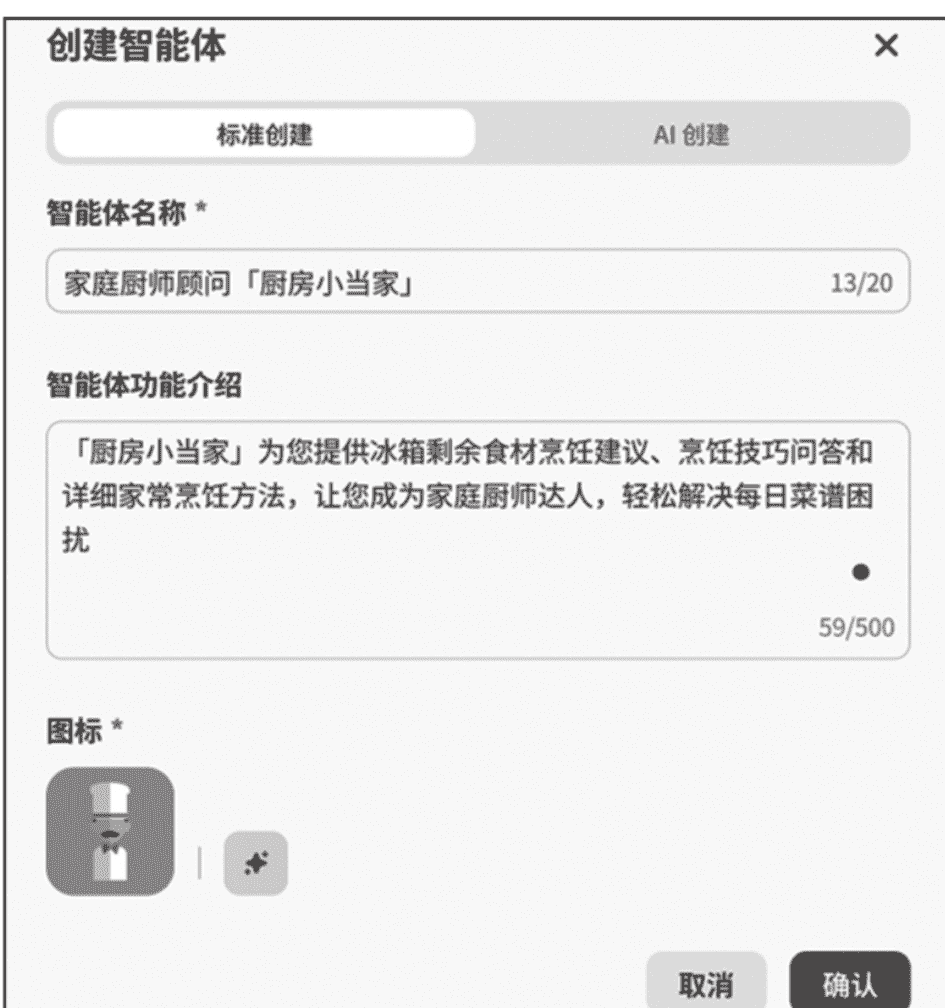 创建智能体
标准创建
AI 创建
智能体名称 *
家庭厨师顾问「厨房小当家」
13/20
智能体功能介绍
「厨房小当家」为您提供冰箱剩余食材烹饪建议、烹饪技巧问答和
详细家常烹饪方法，让您成为家庭厨师达人，轻松解决每日菜谱困
扰
59/500
图标 *
取消
确认